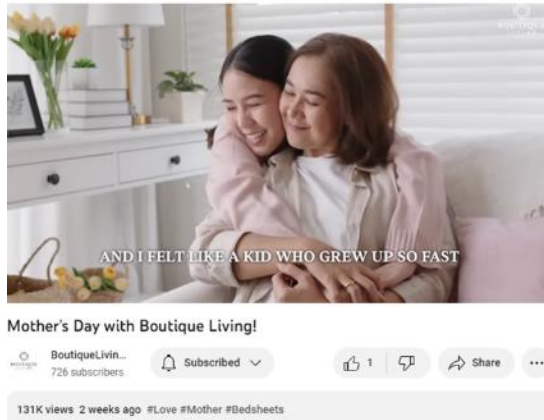 BOUTIQUE
AND I FELT LIKE A KID WHO GREW UP SO FAST
Mother's Day with Boutique Living!
BoutiqueLivin...
Subscribed
1
Share
726 subscribers
131K views 2 weeks ago #Love #Mother #Bedsheets